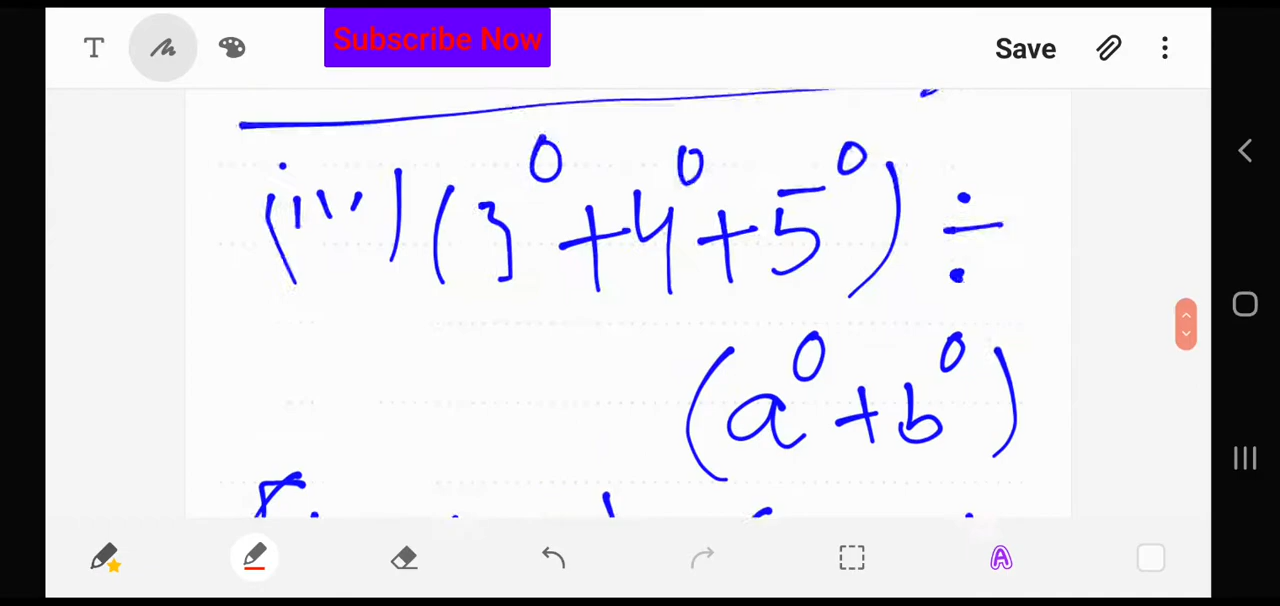 T
Subscribe Now
Save
(iii) (3⁰+4⁰+5⁰) ÷
(a⁰+b⁰)
A